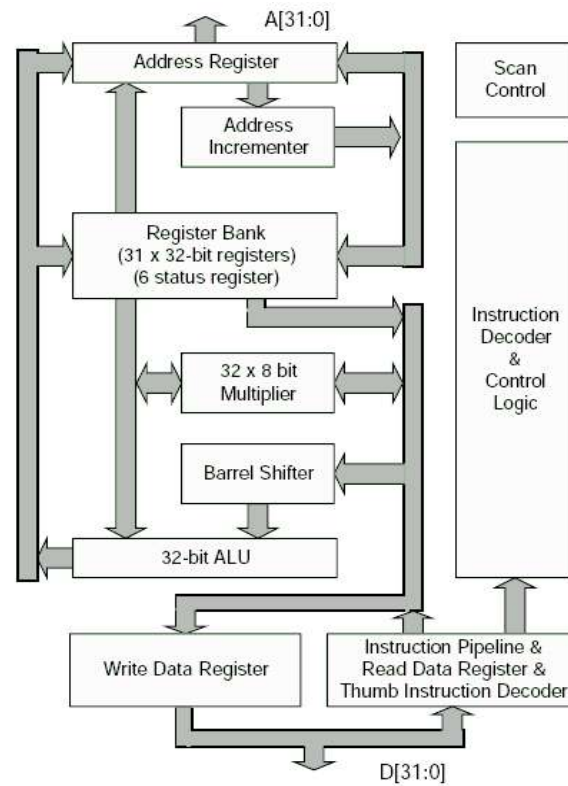 A[31:0]
Address Register
Scan
Control
Address
Incrementer
Register Bank
(31 x 32-bit registers)
(6 status register)
Instruction
Decoder
&
Control
Logic
32 x 8 bit
Multiplier
Barrel Shifter
32-bit ALU
Write Data Register
Instruction Pipeline &
Read Data Register &
Thumb Instruction Decoder
D[31:0]